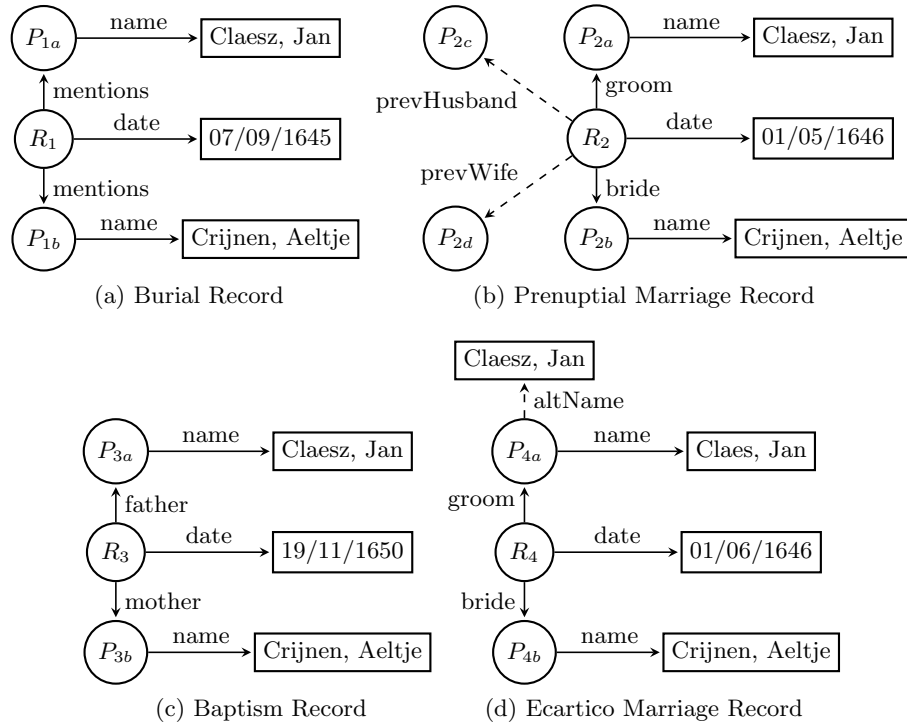 P1a name Claesz, Jan
mentions
R1 date 07/09/1645
mentions
P1b name Crijnen, Aeltje
(a) Burial Record
P2c P2a name Claesz, Jan
prevHusband groom
R2 date 01/05/1646
prevWife bride
P2d P2b name Crijnen, Aeltje
(b) Prenuptial Marriage Record
P3a name Claesz, Jan
father
R3 date 19/11/1650
mother
P3b name Crijnen, Aeltje
(c) Baptism Record
Claesz, Jan
altName
P4a name Claes, Jan
groom
R4 date 01/06/1646
bride
P4b name Crijnen, Aeltje
(d) Ecartico Marriage Record